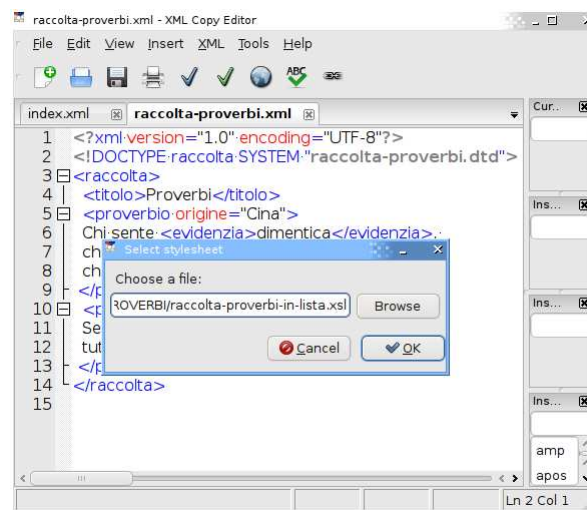 raccolta-proverbi.xml - XML Copy Editor
File Edit View Insert XML Tools Help
ABC
index.xml raccolta-proverbi.xml
Cur..
1 <?xml·version="1.0"·encoding="UTF-8"?>
2 <!DOCTYPE·raccolta·SYSTEM·"raccolta-proverbi.dtd">
3 <raccolta>
4 <titolo>Proverbi</titolo>
5 <proverbio·origine="Cina">
6 Chi·sente·<evidenzia>dimentica</evidenzia>,·
7 ch
8 ch
9 </p
10 <p
11 Se
12 tut
13 </p
14 </raccolta>
15
Select stylesheet
Choose a file:
ROVERBI/raccolta-proverbi-in-lista.xsl Browse
Cancel OK
Ins...
Ins...
Ins...
amp
apos
Ln 2 Col 1